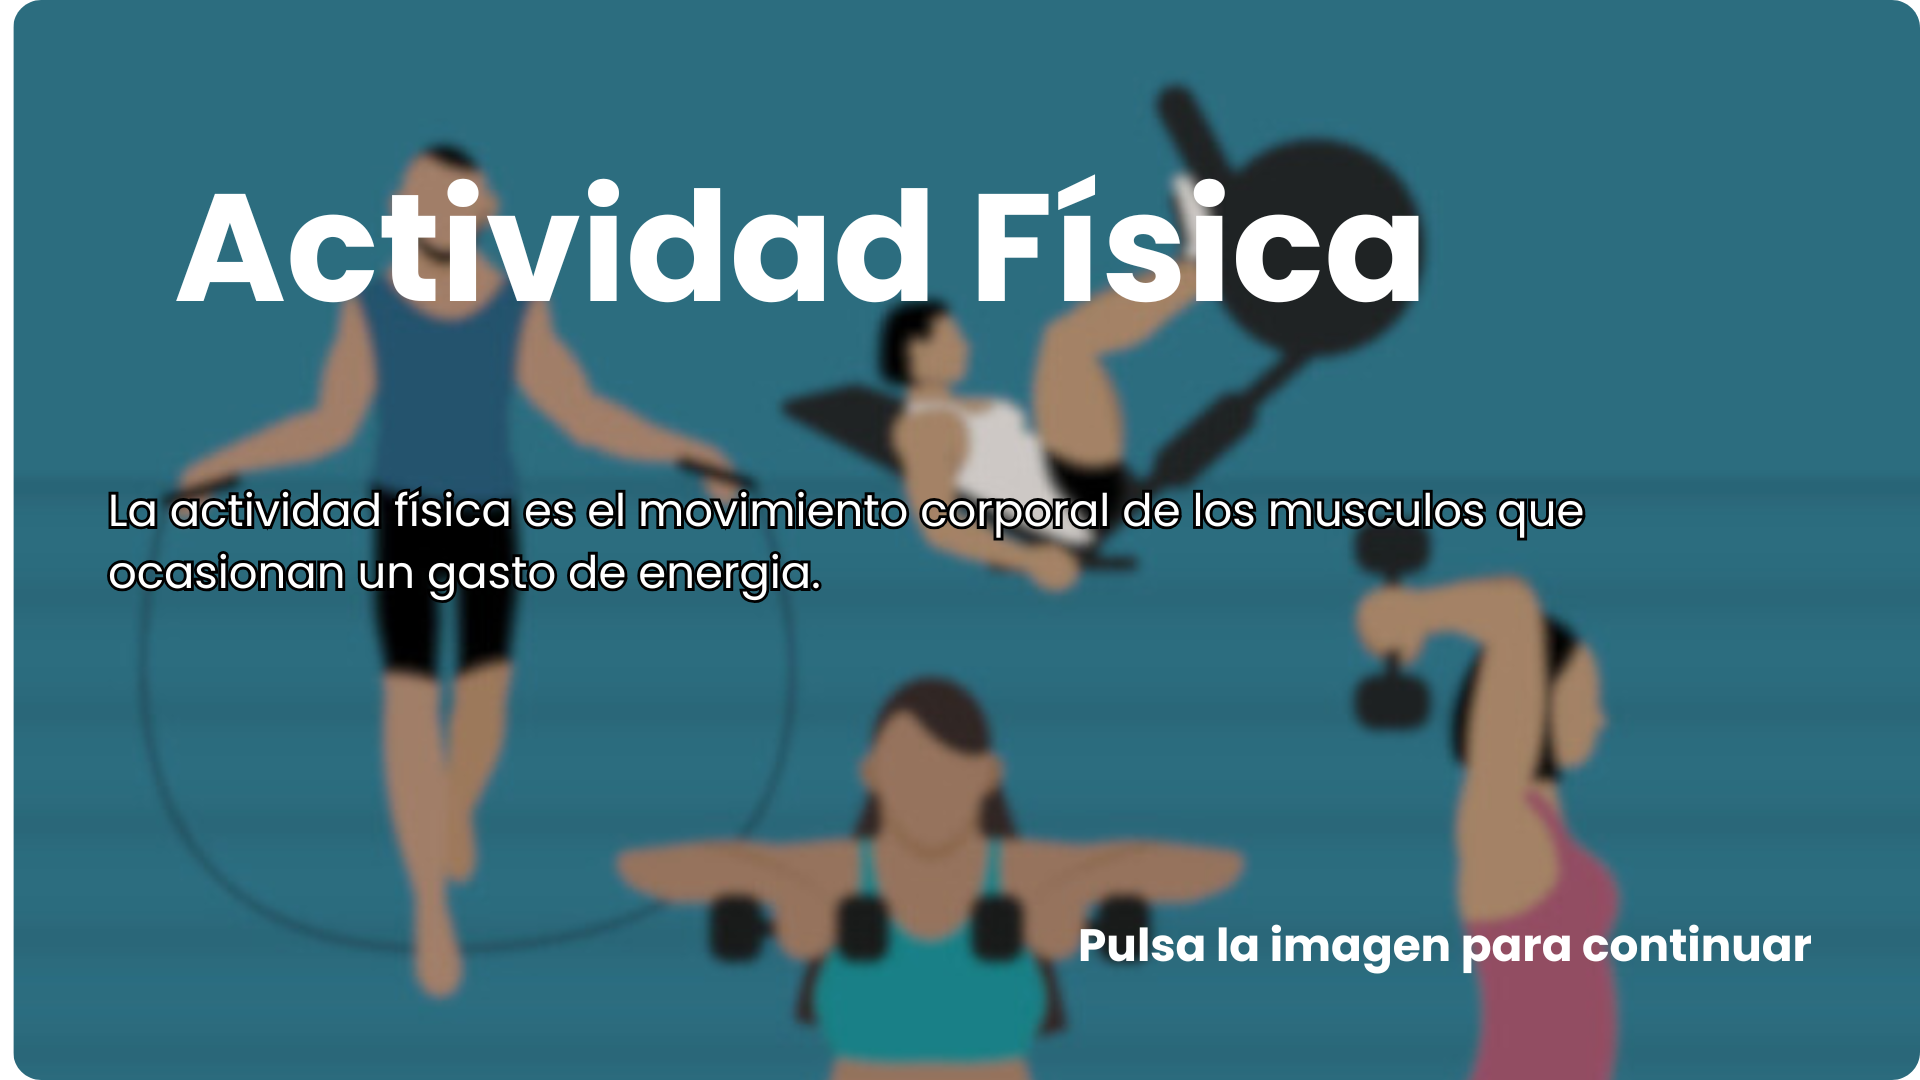 Actividad Física
La actividad física es el movimiento corporal de los musculos que
ocasionan un gasto de energia.
Pulsa la imagen para continuar